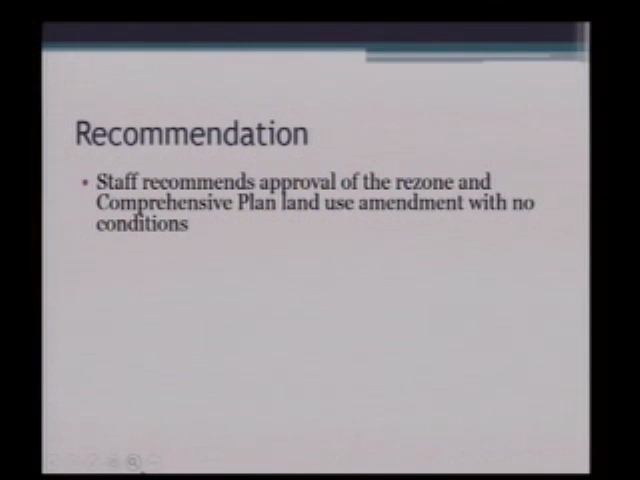 Recommendation
• Staff recommends approval of the rezone and
Comprehensive Plan land use amendment with no
conditions